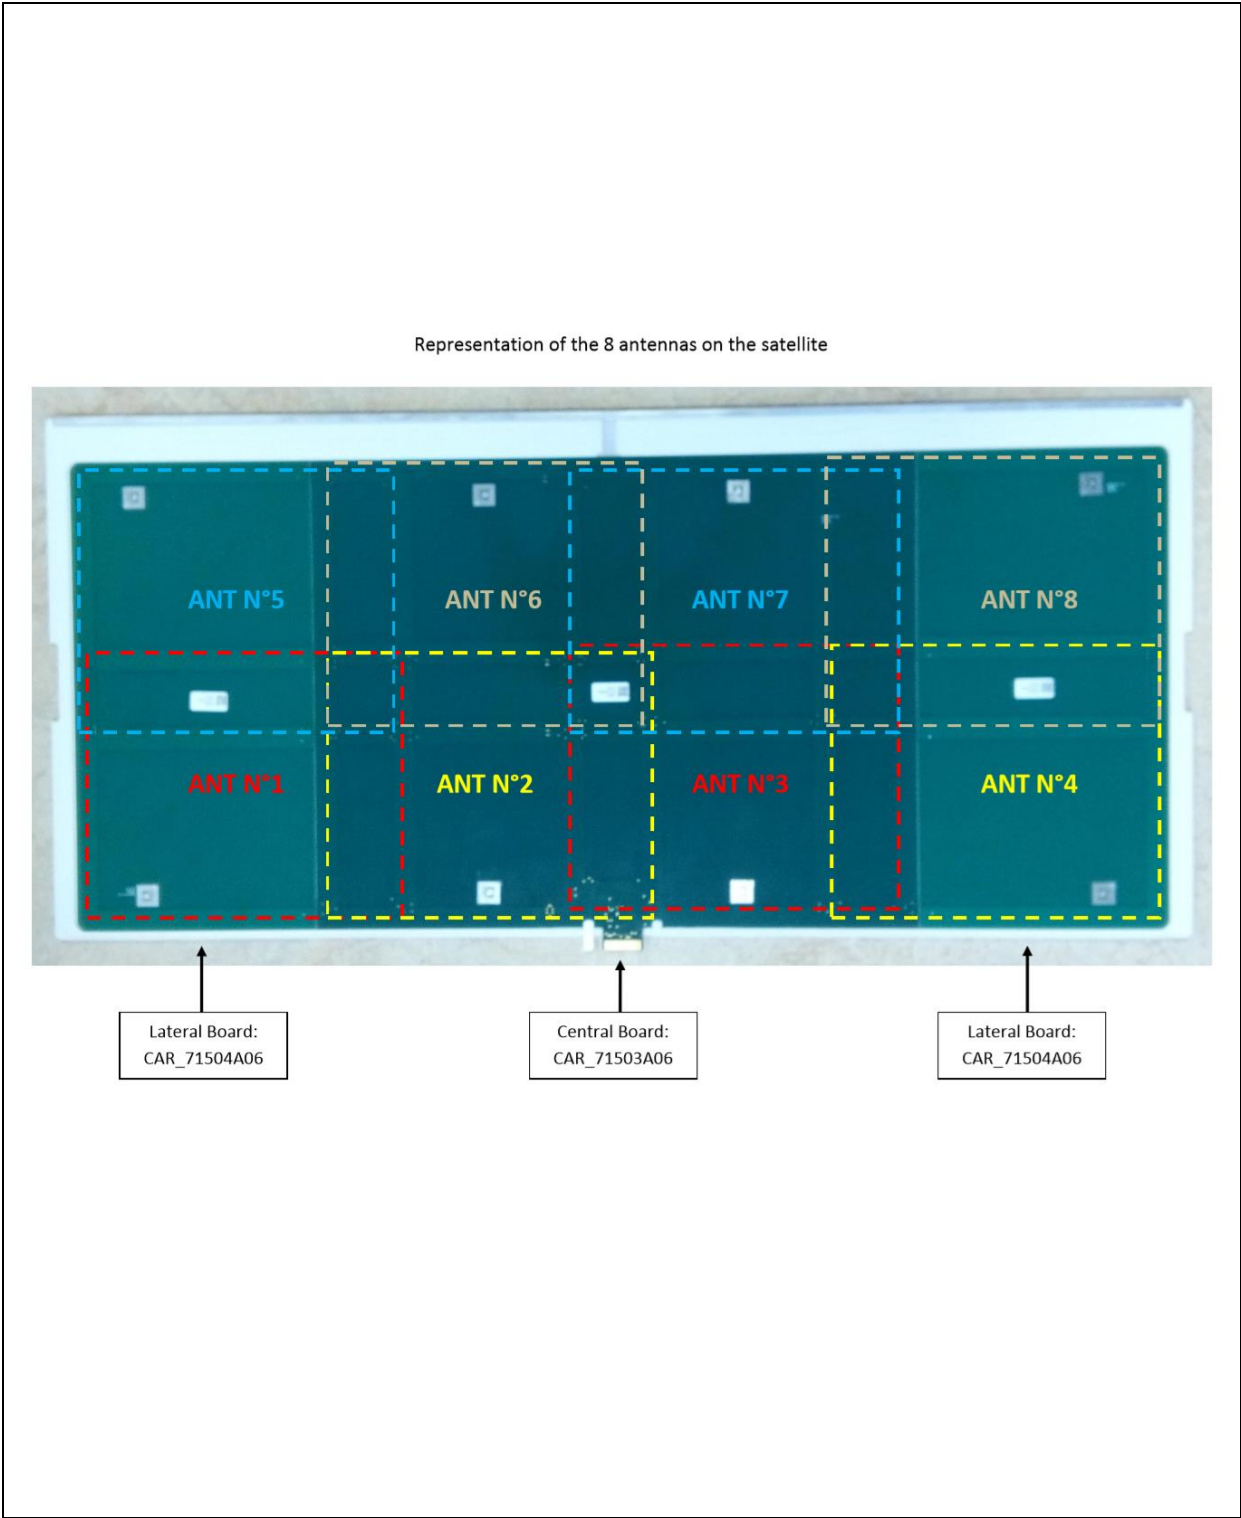 Representation of the 8 antennas on the satellite
ANT N°5
ANT N°6
ANT N°7
ANT N°8
ANT N°1
ANT N°2
ANT N°3
ANT N°4
Lateral Board:
CAR_71504A06
Central Board:
CAR_71503A06
Lateral Board:
CAR_71504A06